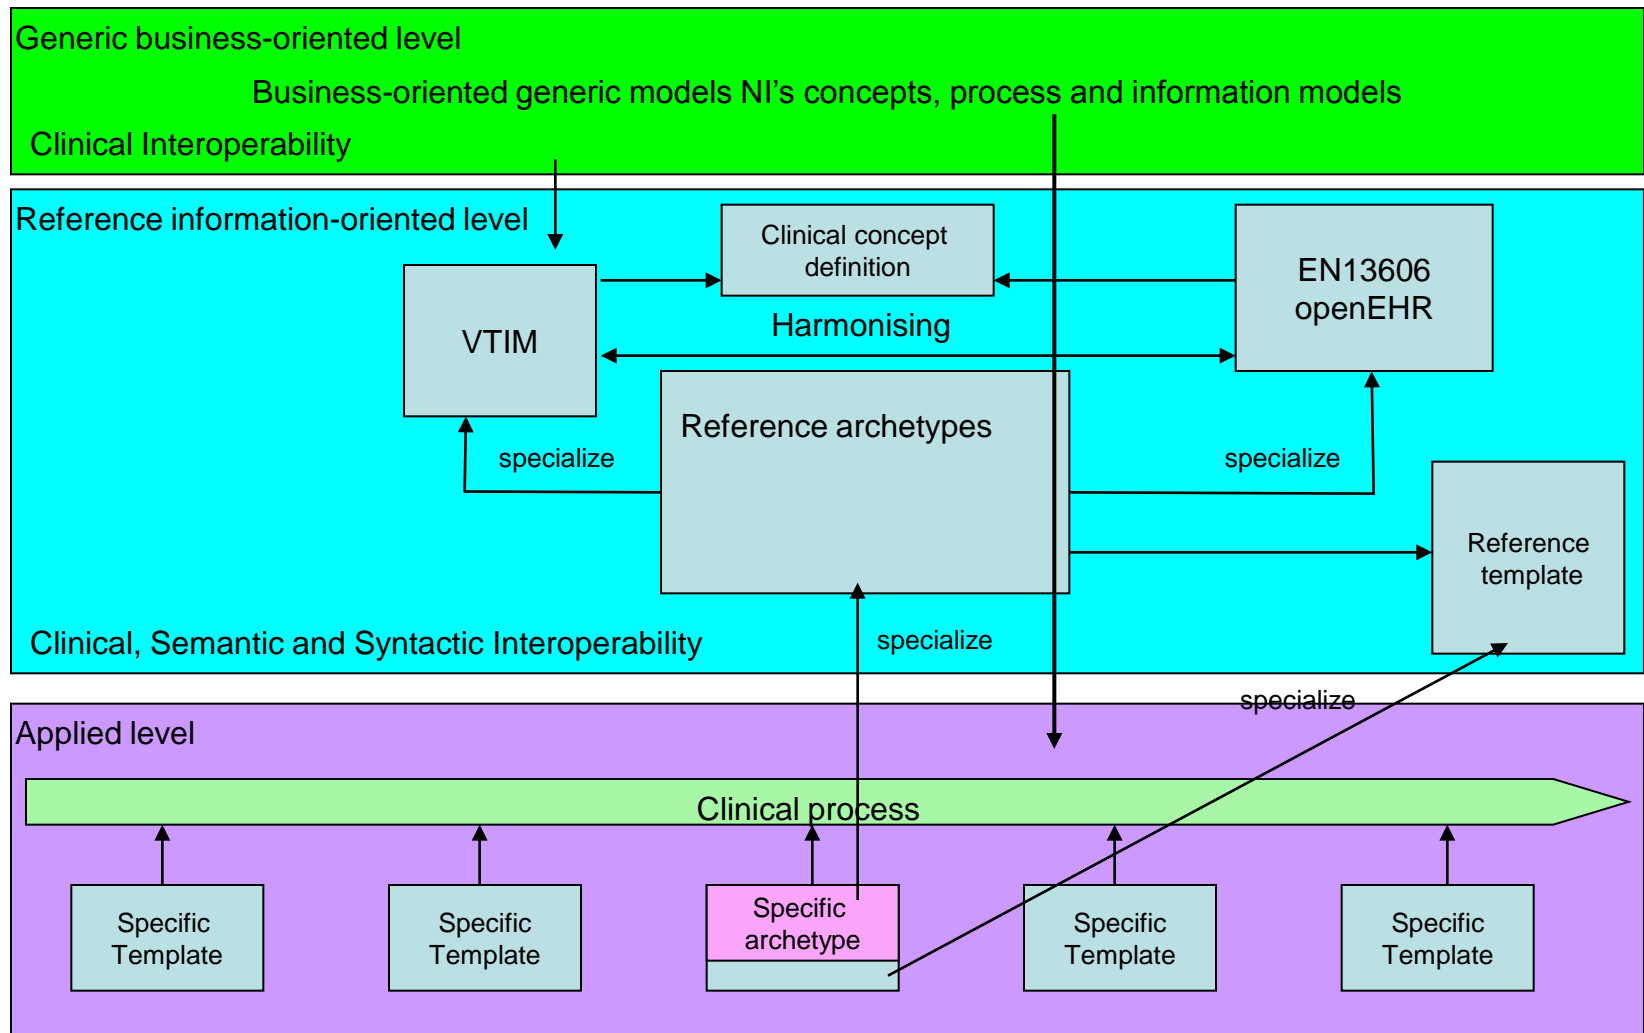 Generic business-oriented level
Business-oriented generic models NI's concepts, process and information models
Clinical Interoperability
Reference information-oriented level
Clinical concept
definition
EN13606
openEHR
VTIM
Harmonising
Reference archetypes
specialize
specialize
Reference
template
Clinical, Semantic and Syntactic Interoperability
specialize
specialize
Applied level
Clinical process
Specific
Template
Specific
Template
Specific
archetype
Specific
Template
Specific
Template